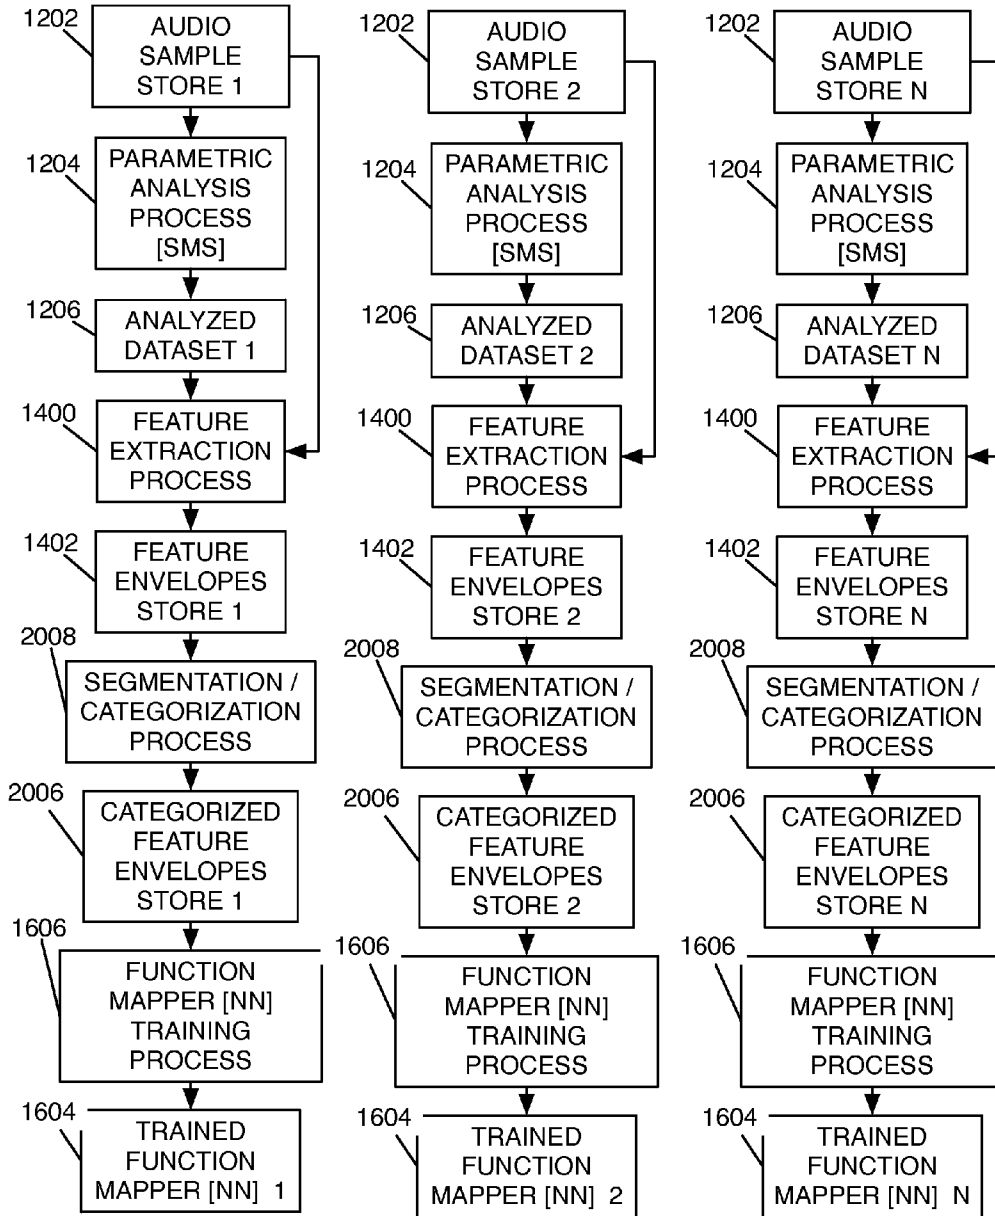 1202
AUDIO
SAMPLE
STORE 1
1204
PARAMETRIC
ANALYSIS
PROCESS
[SMS]
1206
ANALYZED
DATASET 1
1400
FEATURE
EXTRACTION
PROCESS
1402
FEATURE
ENVELOPES
STORE 1
2008
SEGMENTATION /
CATEGORIZATION
PROCESS
2006
CATEGORIZED
FEATURE
ENVELOPES
STORE 1
1606
FUNCTION
MAPPER [NN]
TRAINING
PROCESS
1604
TRAINED
FUNCTION
MAPPER [NN] 1
1202
AUDIO
SAMPLE
STORE 2
1204
PARAMETRIC
ANALYSIS
PROCESS
[SMS]
1206
ANALYZED
DATASET 2
1400
FEATURE
EXTRACTION
PROCESS
1402
FEATURE
ENVELOPES
STORE 2
2008
SEGMENTATION /
CATEGORIZATION
PROCESS
2006
CATEGORIZED
FEATURE
ENVELOPES
STORE 2
1606
FUNCTION
MAPPER [NN]
TRAINING
PROCESS
1604
TRAINED
FUNCTION
MAPPER [NN] 2
1202
AUDIO
SAMPLE
STORE N
1204
PARAMETRIC
ANALYSIS
PROCESS
[SMS]
1206
ANALYZED
DATASET N
1400
FEATURE
EXTRACTION
PROCESS
1402
FEATURE
ENVELOPES
STORE N
2008
SEGMENTATION /
CATEGORIZATION
PROCESS
2006
CATEGORIZED
FEATURE
ENVELOPES
STORE N
1606
FUNCTION
MAPPER [NN]
TRAINING
PROCESS
1604
TRAINED
FUNCTION
MAPPER [NN] N